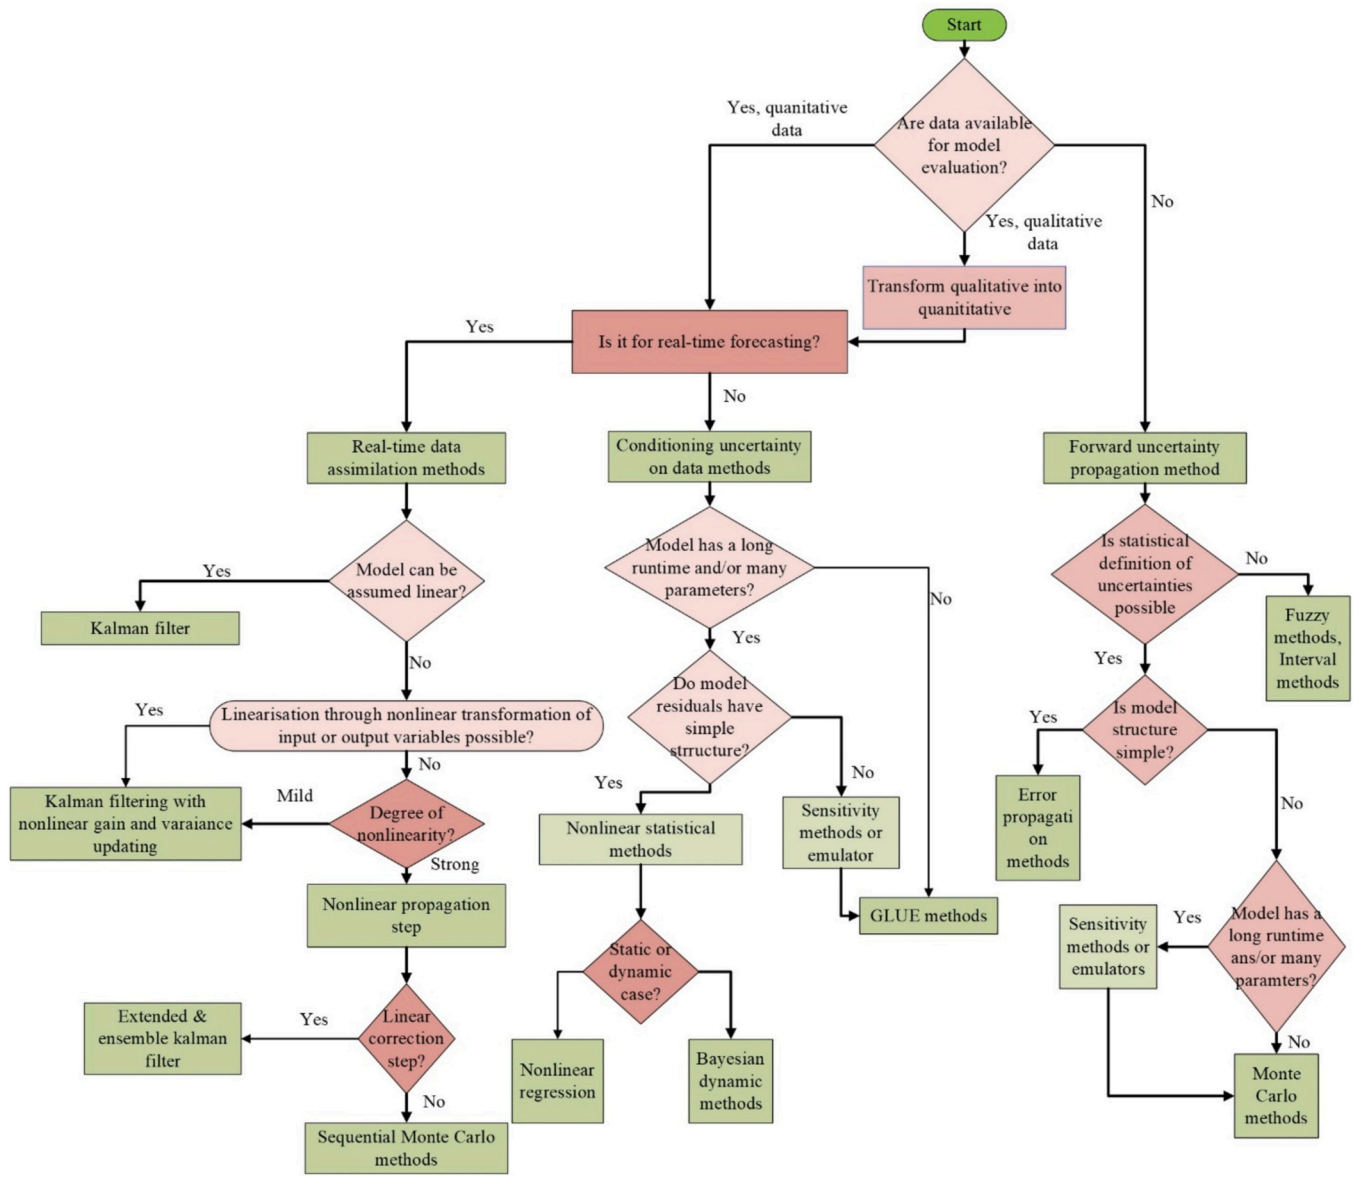 Start
Are data available
for model
evaluation?
Yes, quanitative
data
Yes, qualitative
data
No
Transform qualitative into
quanititative
Is it for real-time forecasting?
Yes
No
Real-time data
assimilation methods
Conditioning uncertainty
on data methods
Forward uncertainty
propagation method
Model can be
assumed linear?
Yes
Kalman filter
No
Linearisation through nonlinear transformation of
input or output variables possible?
Yes
No
Kalman filtering with
nonlinear gain and varaiance
updating
Mild
Degree of
nonlinearity?
Strong
Nonlinear propagation
step
Linear
correction
step?
Yes
Extended &
ensemble kalman
filter
No
Sequential Monte Carlo
methods
Model has a long
runtime and/or many
parameters?
No
Yes
Do model
residuals have
simple
strructure?
Yes
No
Nonlinear statistical
methods
Sensitivity
methods or
emulator
GLUE methods
Static or
dynamic
case?
Nonlinear
regression
Bayesian
dynamic
methods
Is statistical
definition of
uncertainties
possible
No
Fuzzy
methods,
Interval
methods
Yes
Is model
structure
simple?
Yes
Error
propagati
on
methods
No
Model has a
long runtime
ans/or many
paramters?
Yes
Sensitivity
methods or
emulators
No
Monte
Carlo
methods